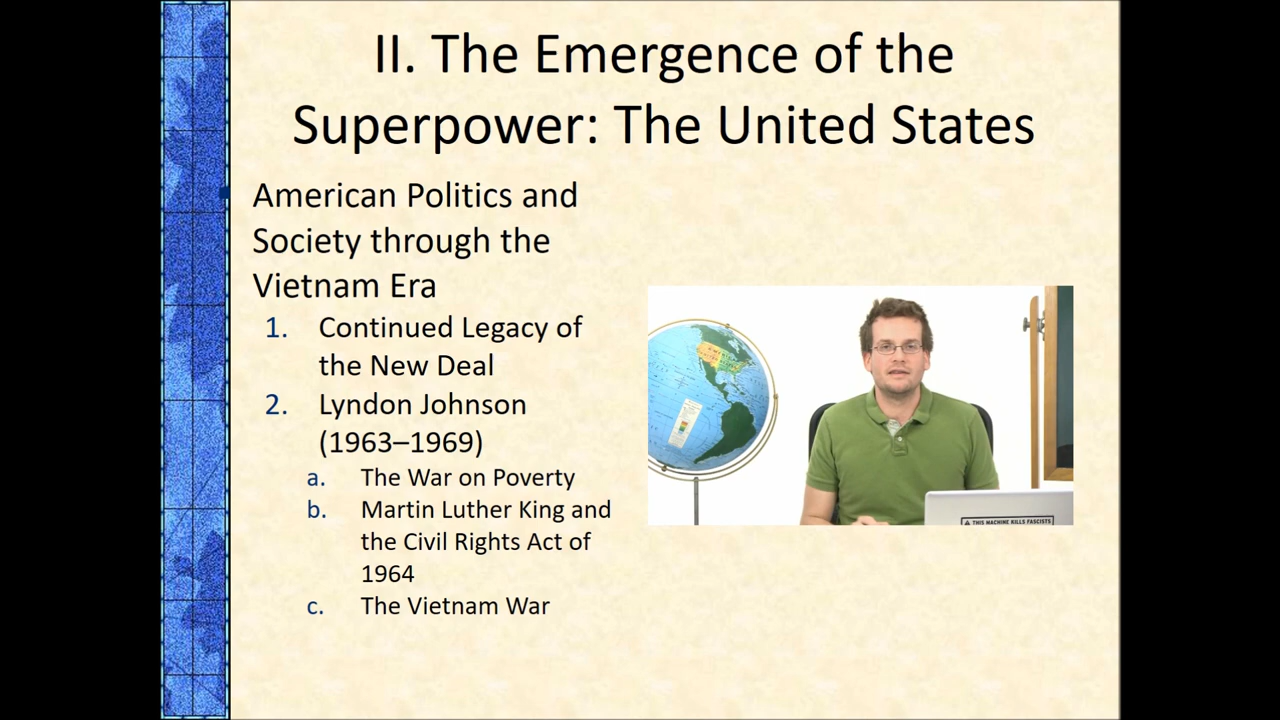 II. The Emergence of the
Superpower: The United States
American Politics and
Society through the
Vietnam Era
1. Continued Legacy of
the New Deal
2. Lyndon Johnson
(1963–1969)
a. The War on Poverty
b. Martin Luther King and
the Civil Rights Act of
1964
c. The Vietnam War
THIS MACHINE KILLS FASCISTS